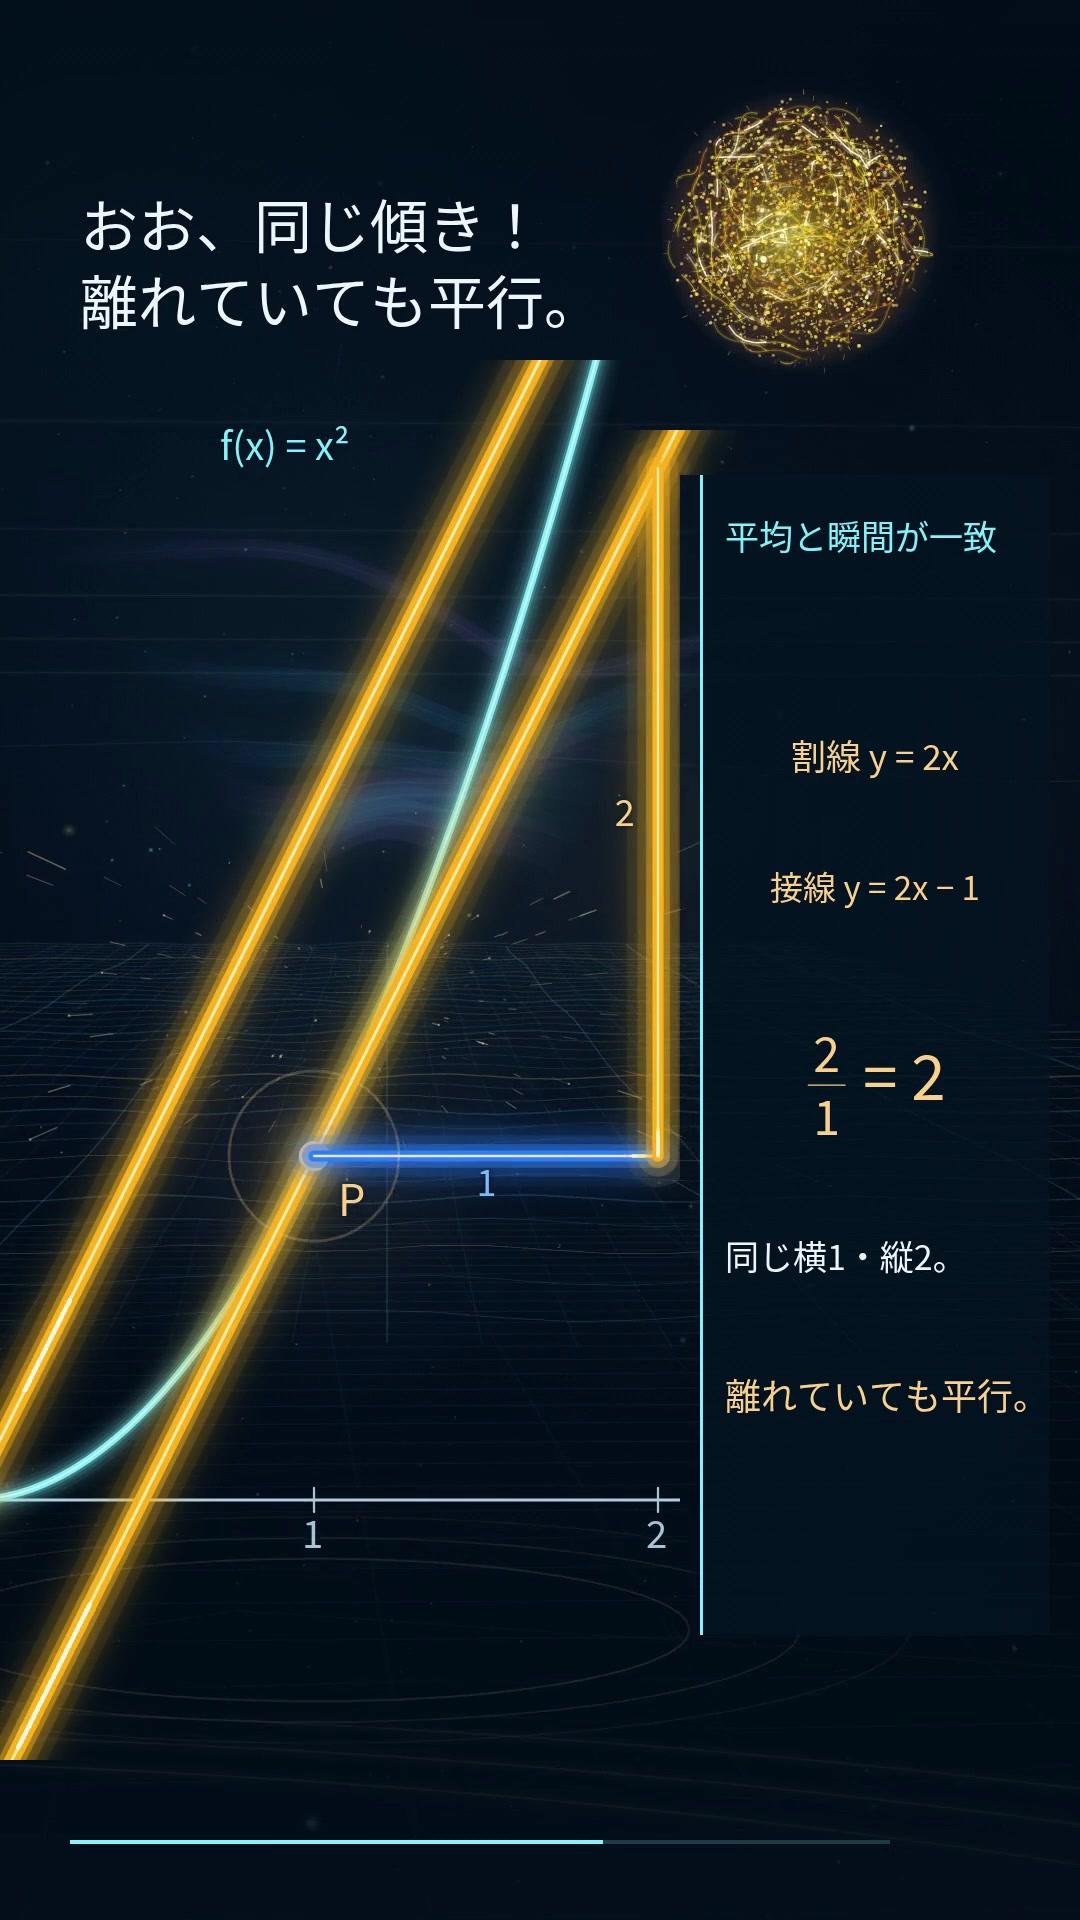 おお、同じ傾き！
離れていても平行。
f(x) = x²
平均と瞬間が一致
割線 y = 2x
2
接線 y = 2x − 1
2
1
= 2
P
1
同じ横1・縦2。
離れていても平行。
1
2